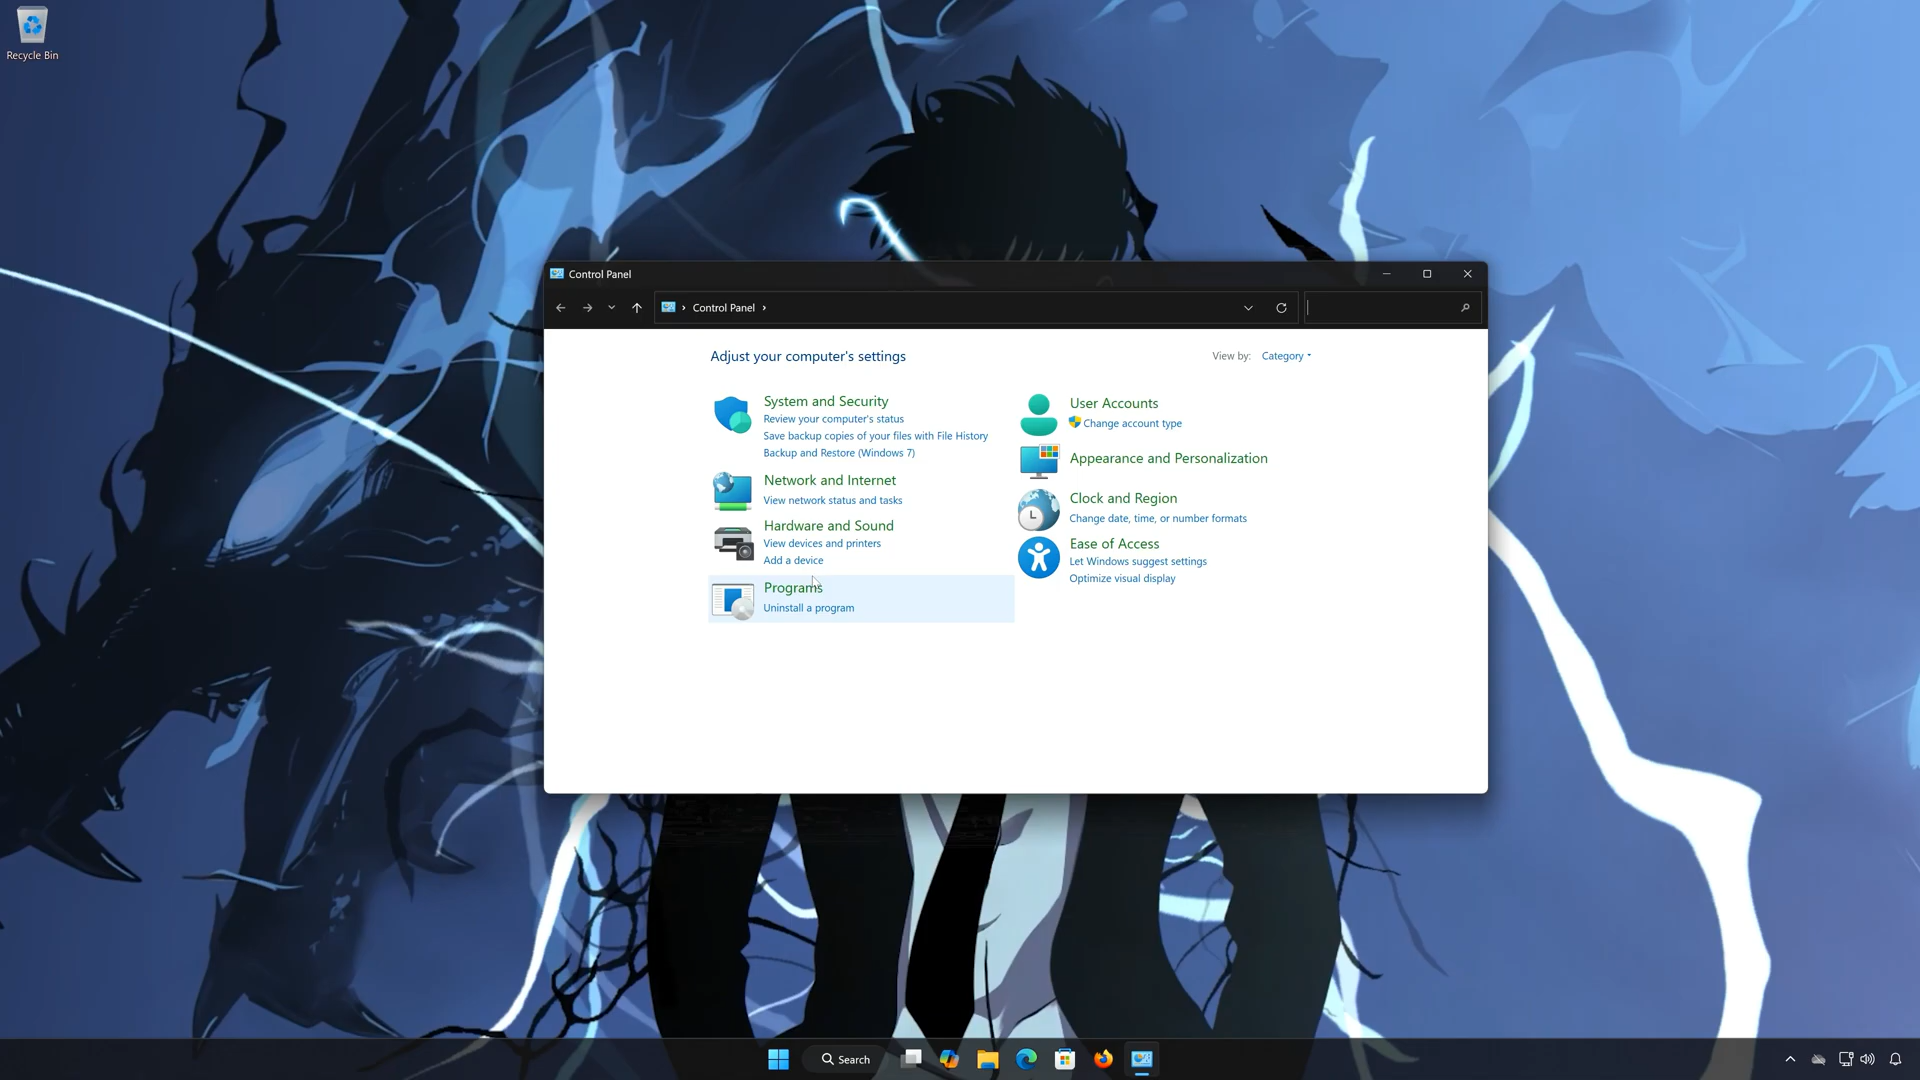 Recycle Bin
Control Panel
Control Panel
Adjust your computer's settings
View by: Category
System and Security
Review your computer's status
Save backup copies of your files with File History
Backup and Restore (Windows 7)
Network and Internet
View network status and tasks
Hardware and Sound
View devices and printers
Add a device
Programs
Uninstall a program
User Accounts
Change account type
Appearance and Personalization
Clock and Region
Change date, time, or number formats
Ease of Access
Let Windows suggest settings
Optimize visual display
Search